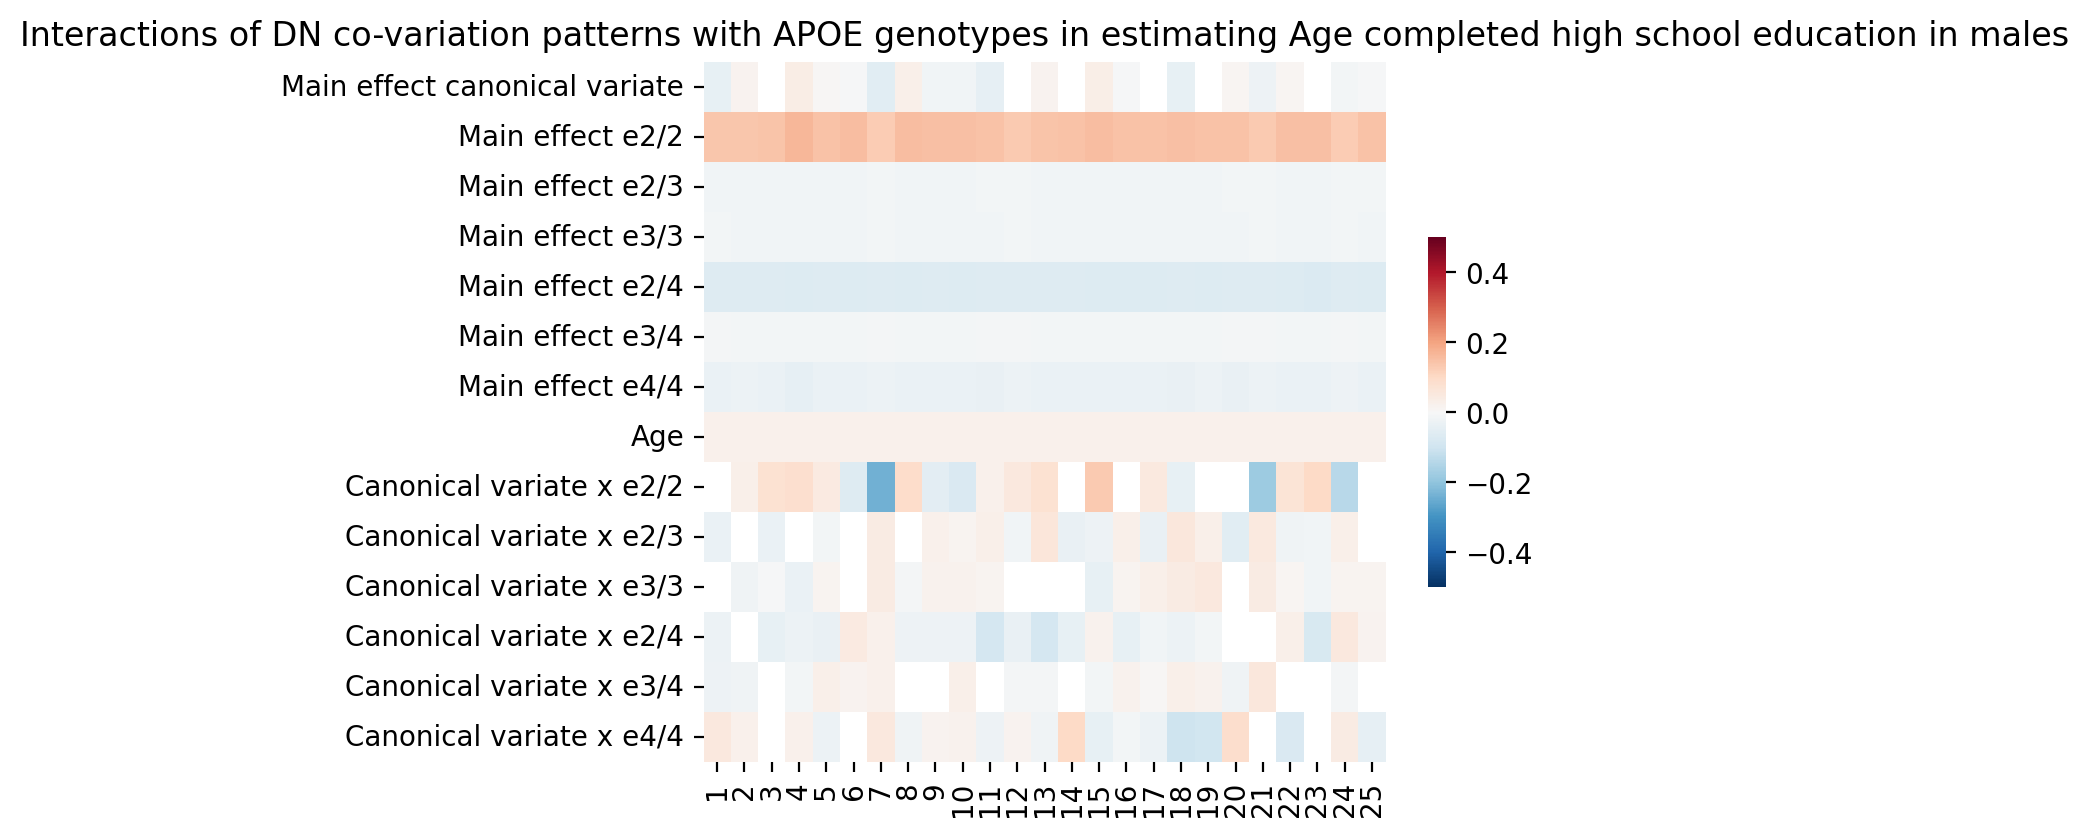 Interactions of DN co-variation patterns with APOE genotypes in estimating Age completed high school education in males
Main effect canonical variate
Main effect e2/2
Main effect e2/3
Main effect e3/3
Main effect e2/4
Main effect e3/4
Main effect e4/4
Age
Canonical variate x e2/2
Canonical variate x e2/3
Canonical variate x e3/3
Canonical variate x e2/4
Canonical variate x e3/4
Canonical variate x e4/4
1 2 3 4 5 6 7 8 9 10 11 12 13 14 15 16 17 18 19 20 21 22 23 24 25
0.4
0.2
0.0
−0.2
−0.4